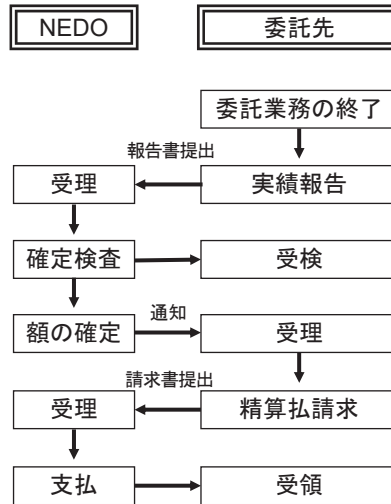 NEDO
委託先
委託業務の終了
報告書提出
受理
実績報告
確定検査
受検
通知
額の確定
受理
請求書提出
受理
精算払請求
支払
受領